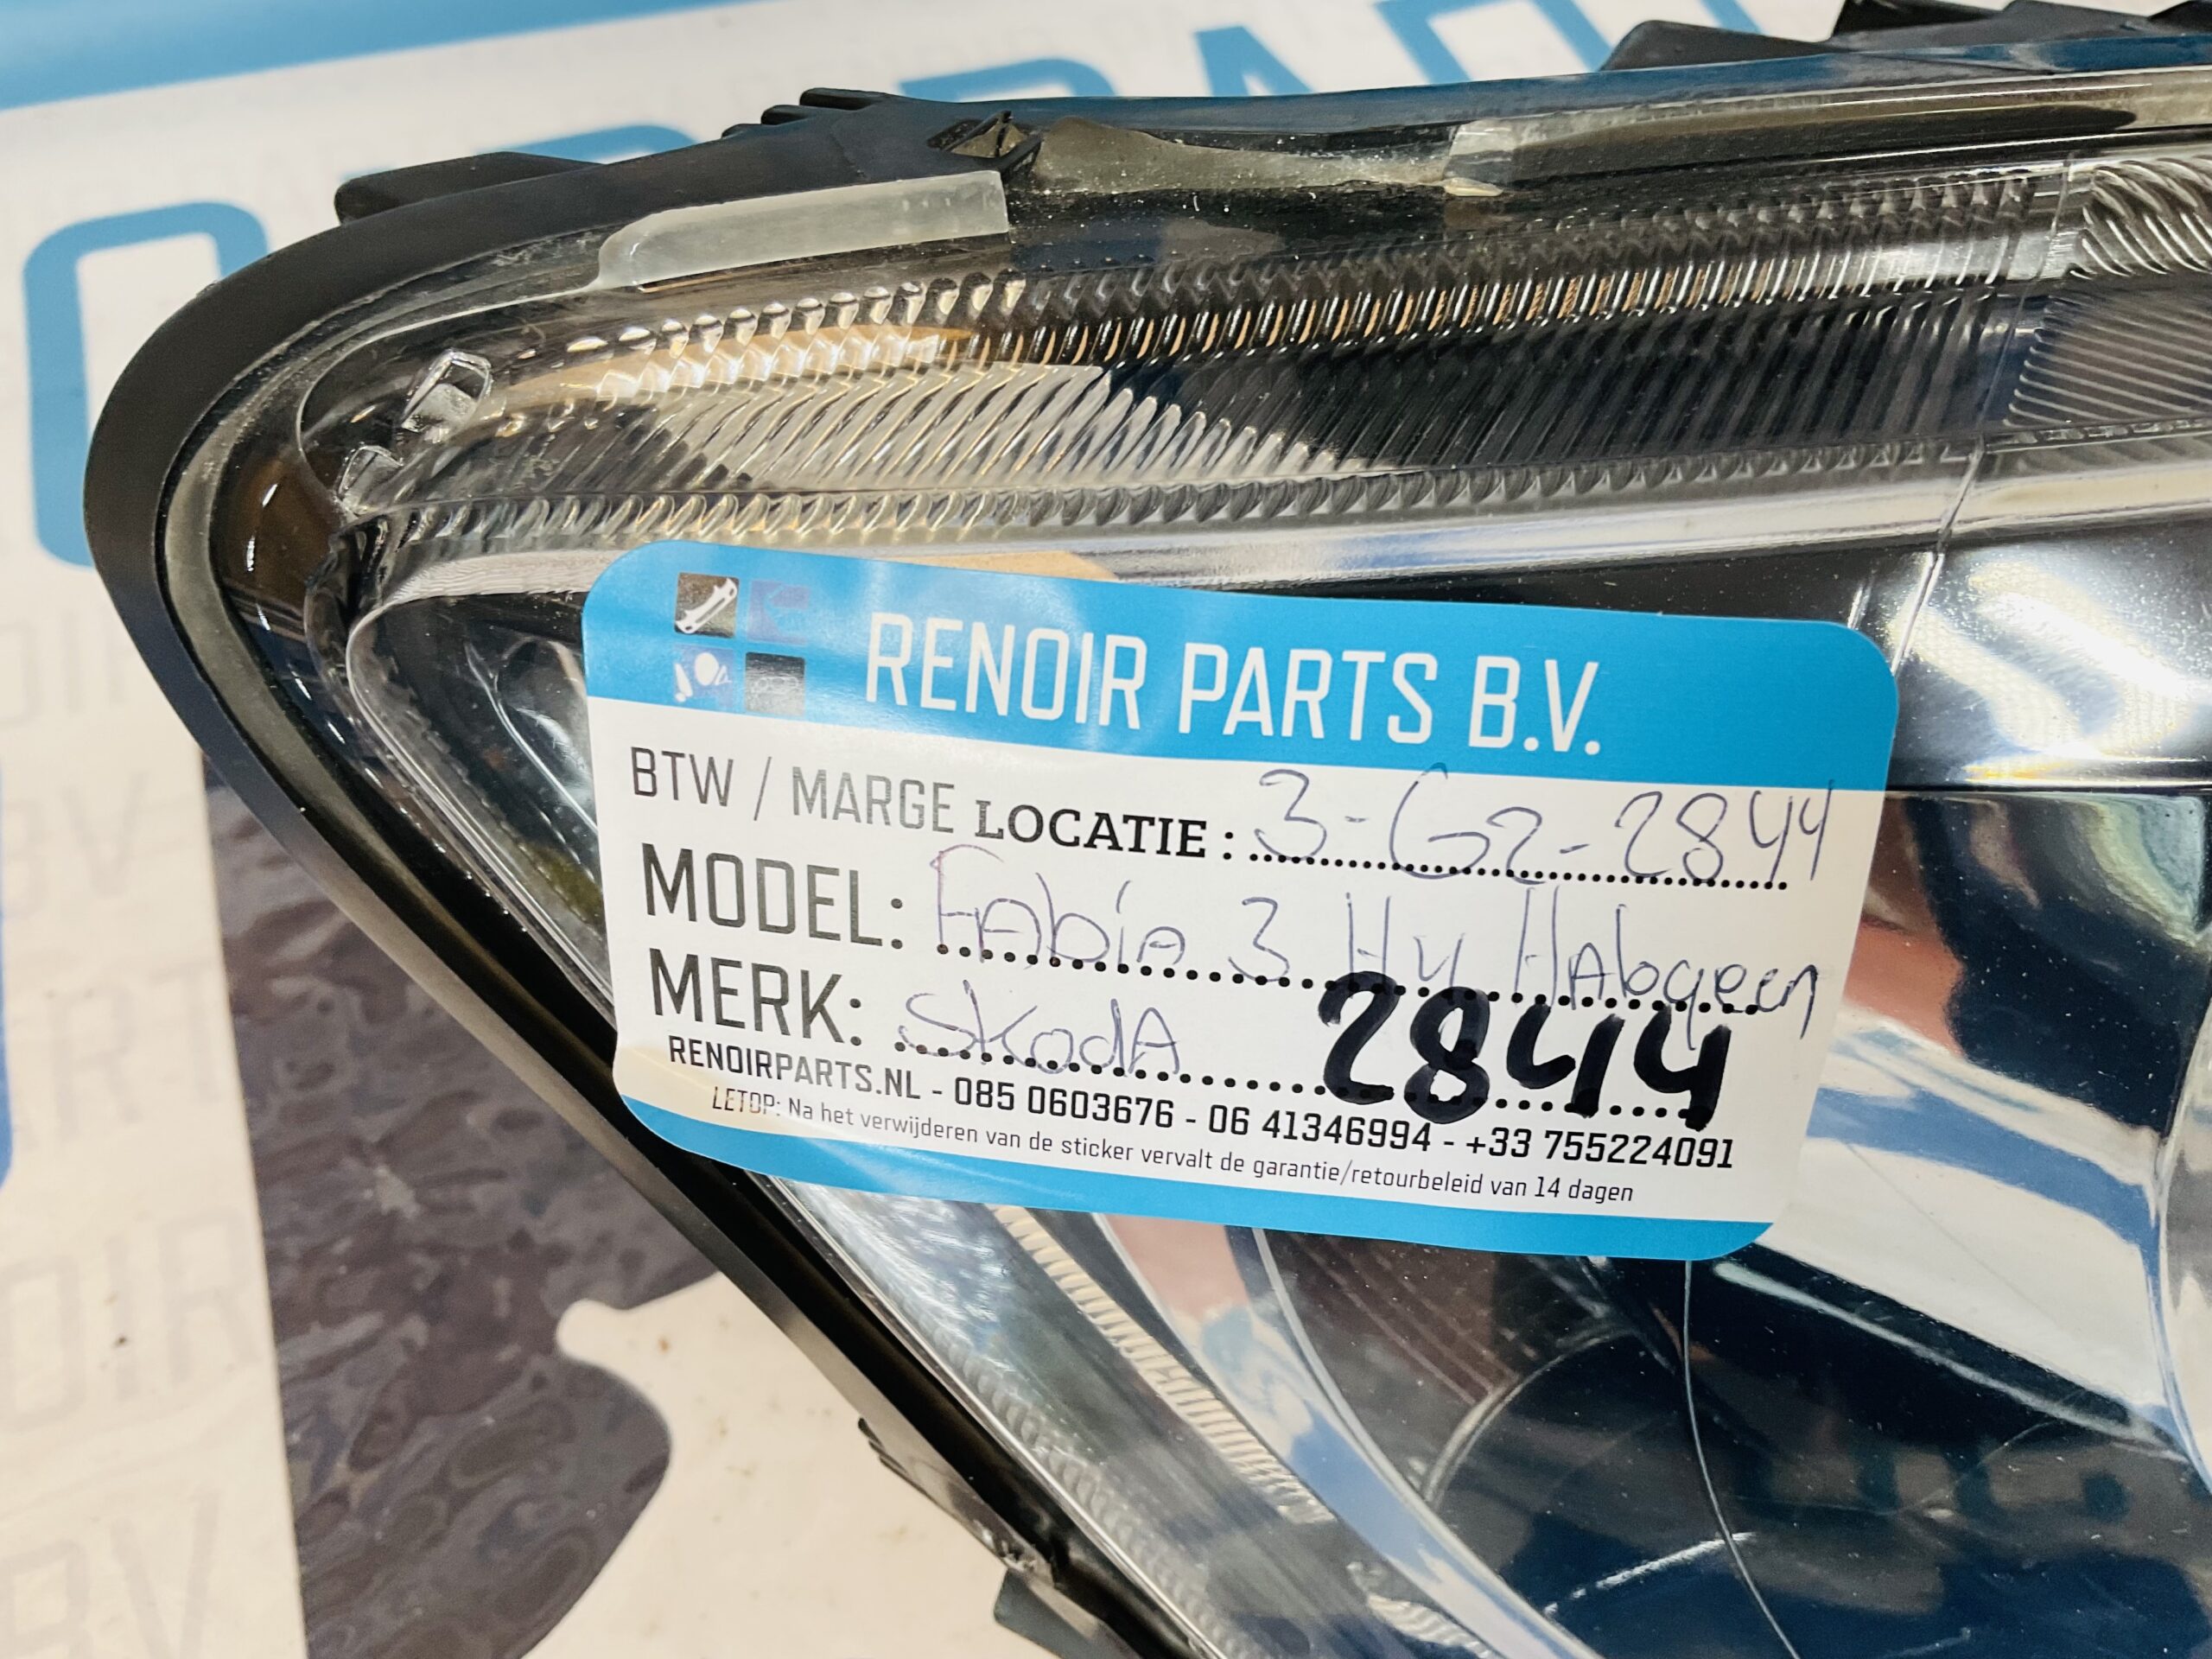 RENOIR PARTS B.V.
BTW / MARGE LOCATIE : 3-G2-2844
MODEL: FAbiA 3 HY HAlogeen
MERK: SKodA 2844
RENOIRPARTS.NL - 085 0603676 - 06 41346994 - +33 755224091
LETOP: Na het verwijderen van de sticker vervalt de garantie/retourbeleid van 14 dagen